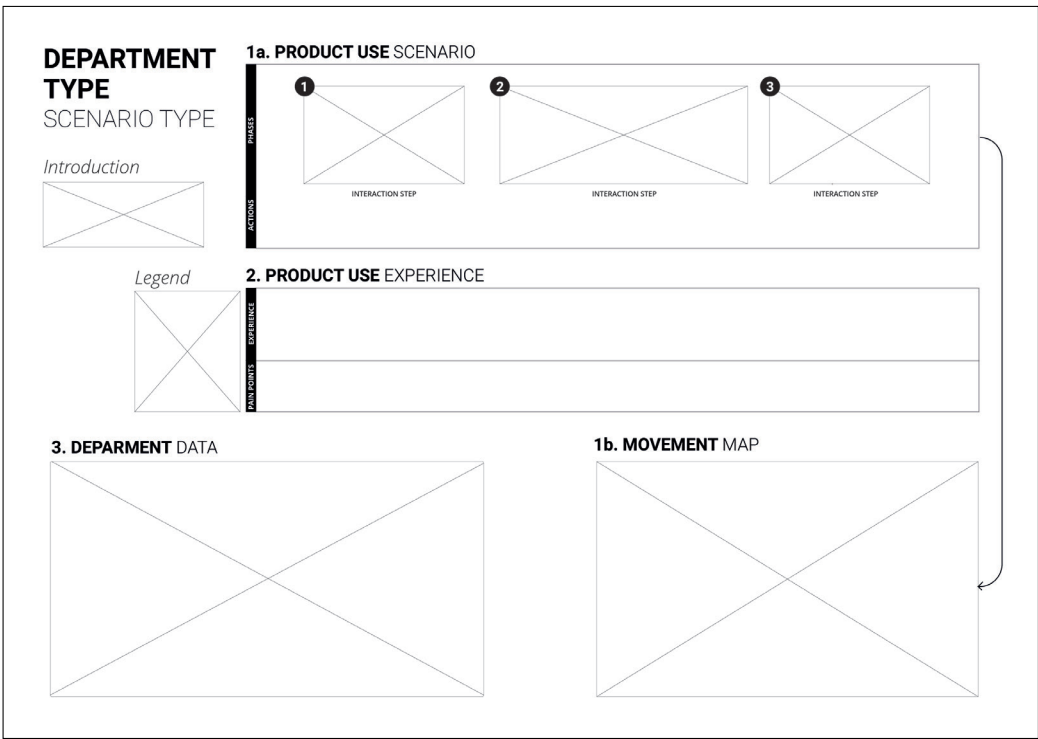 DEPARTMENT
TYPE
SCENARIO TYPE
Introduction
Legend
1a. PRODUCT USE SCENARIO
PHASES
ACTIONS
1
2
3
INTERACTION STEP
INTERACTION STEP
INTERACTION STEP
2. PRODUCT USE EXPERIENCE
EXPERIENCE
PAIN POINTS
3. DEPARMENT DATA
1b. MOVEMENT MAP